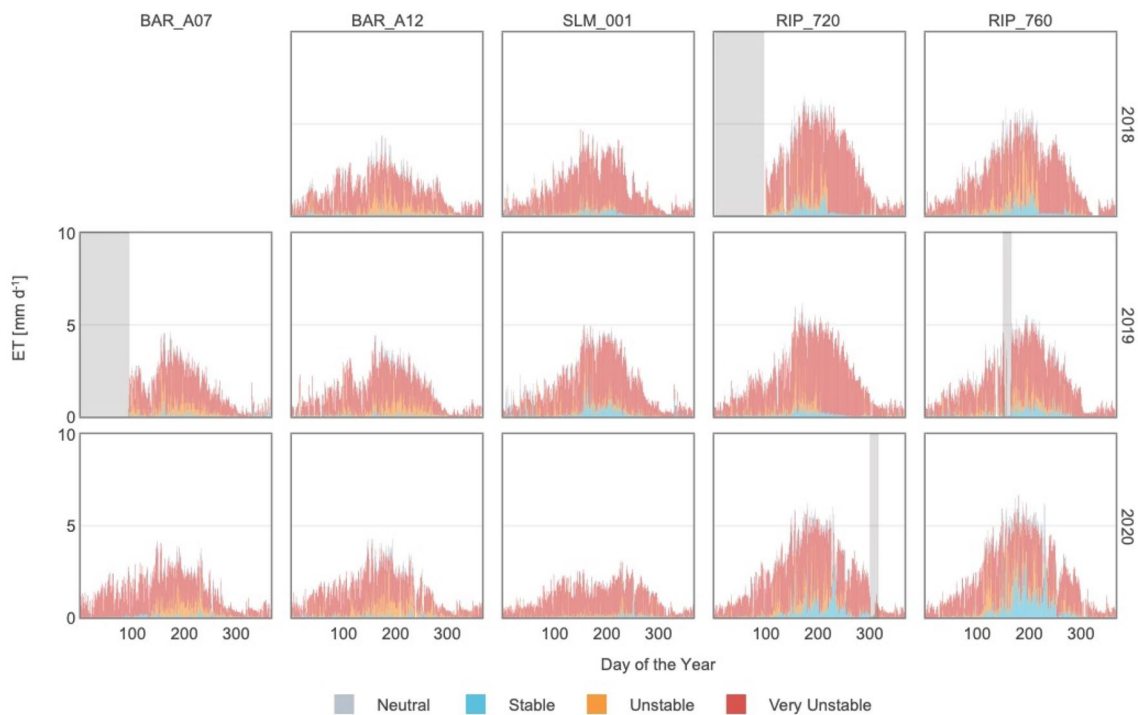 BAR_A07 BAR_A12 SLM_001 RIP_720 RIP_760
2018
10
5
0
2019
10
5
0
2020
ET [mm d⁻¹]
100 200 300 100 200 300 100 200 300 100 200 300 100 200 300
Day of the Year
Neutral Stable Unstable Very Unstable